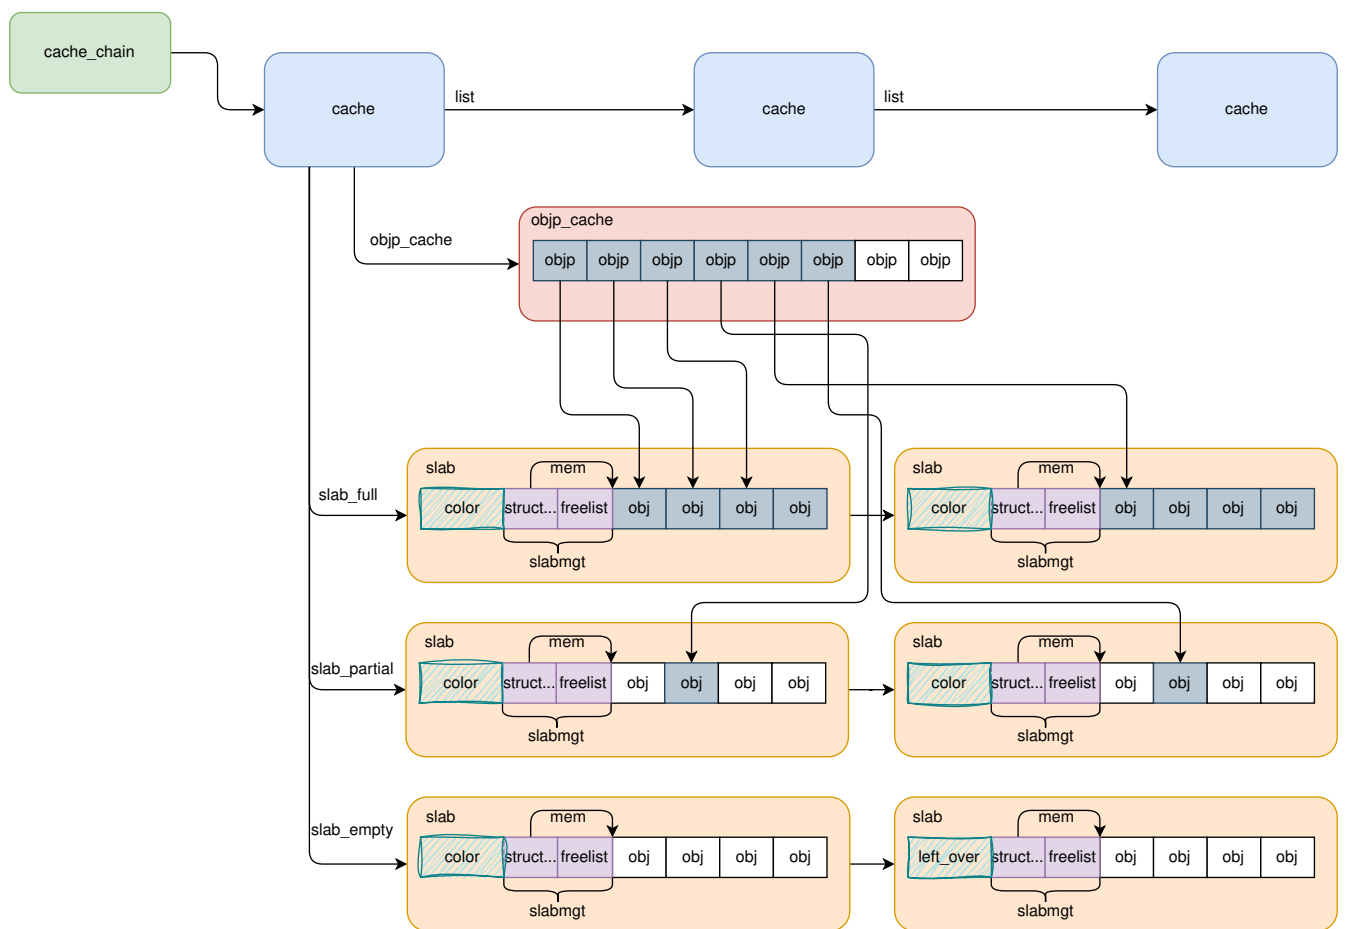 cache_chain
cache
list
cache
list
cache
objp_cache
objp_cache
objp objp objp objp objp objp objp objp
slab_full
slab
mem
color struct... freelist obj obj obj obj
slabmgt
slab
mem
color struct... freelist obj obj obj obj
slabmgt
slab_partial
slab
mem
color struct... freelist obj obj obj obj
slabmgt
slab
mem
color struct... freelist obj obj obj obj
slabmgt
slab_empty
slab
mem
color struct... freelist obj obj obj obj
slabmgt
slab
mem
left_over struct... freelist obj obj obj obj
slabmgt